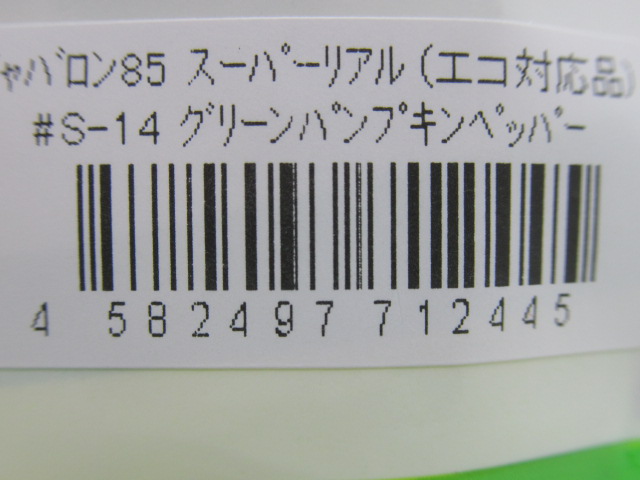 ャバロン85 スーパーリアル(エコ対応品)
#S-14 グリーンパンプキンペッパー
4 582497 712445